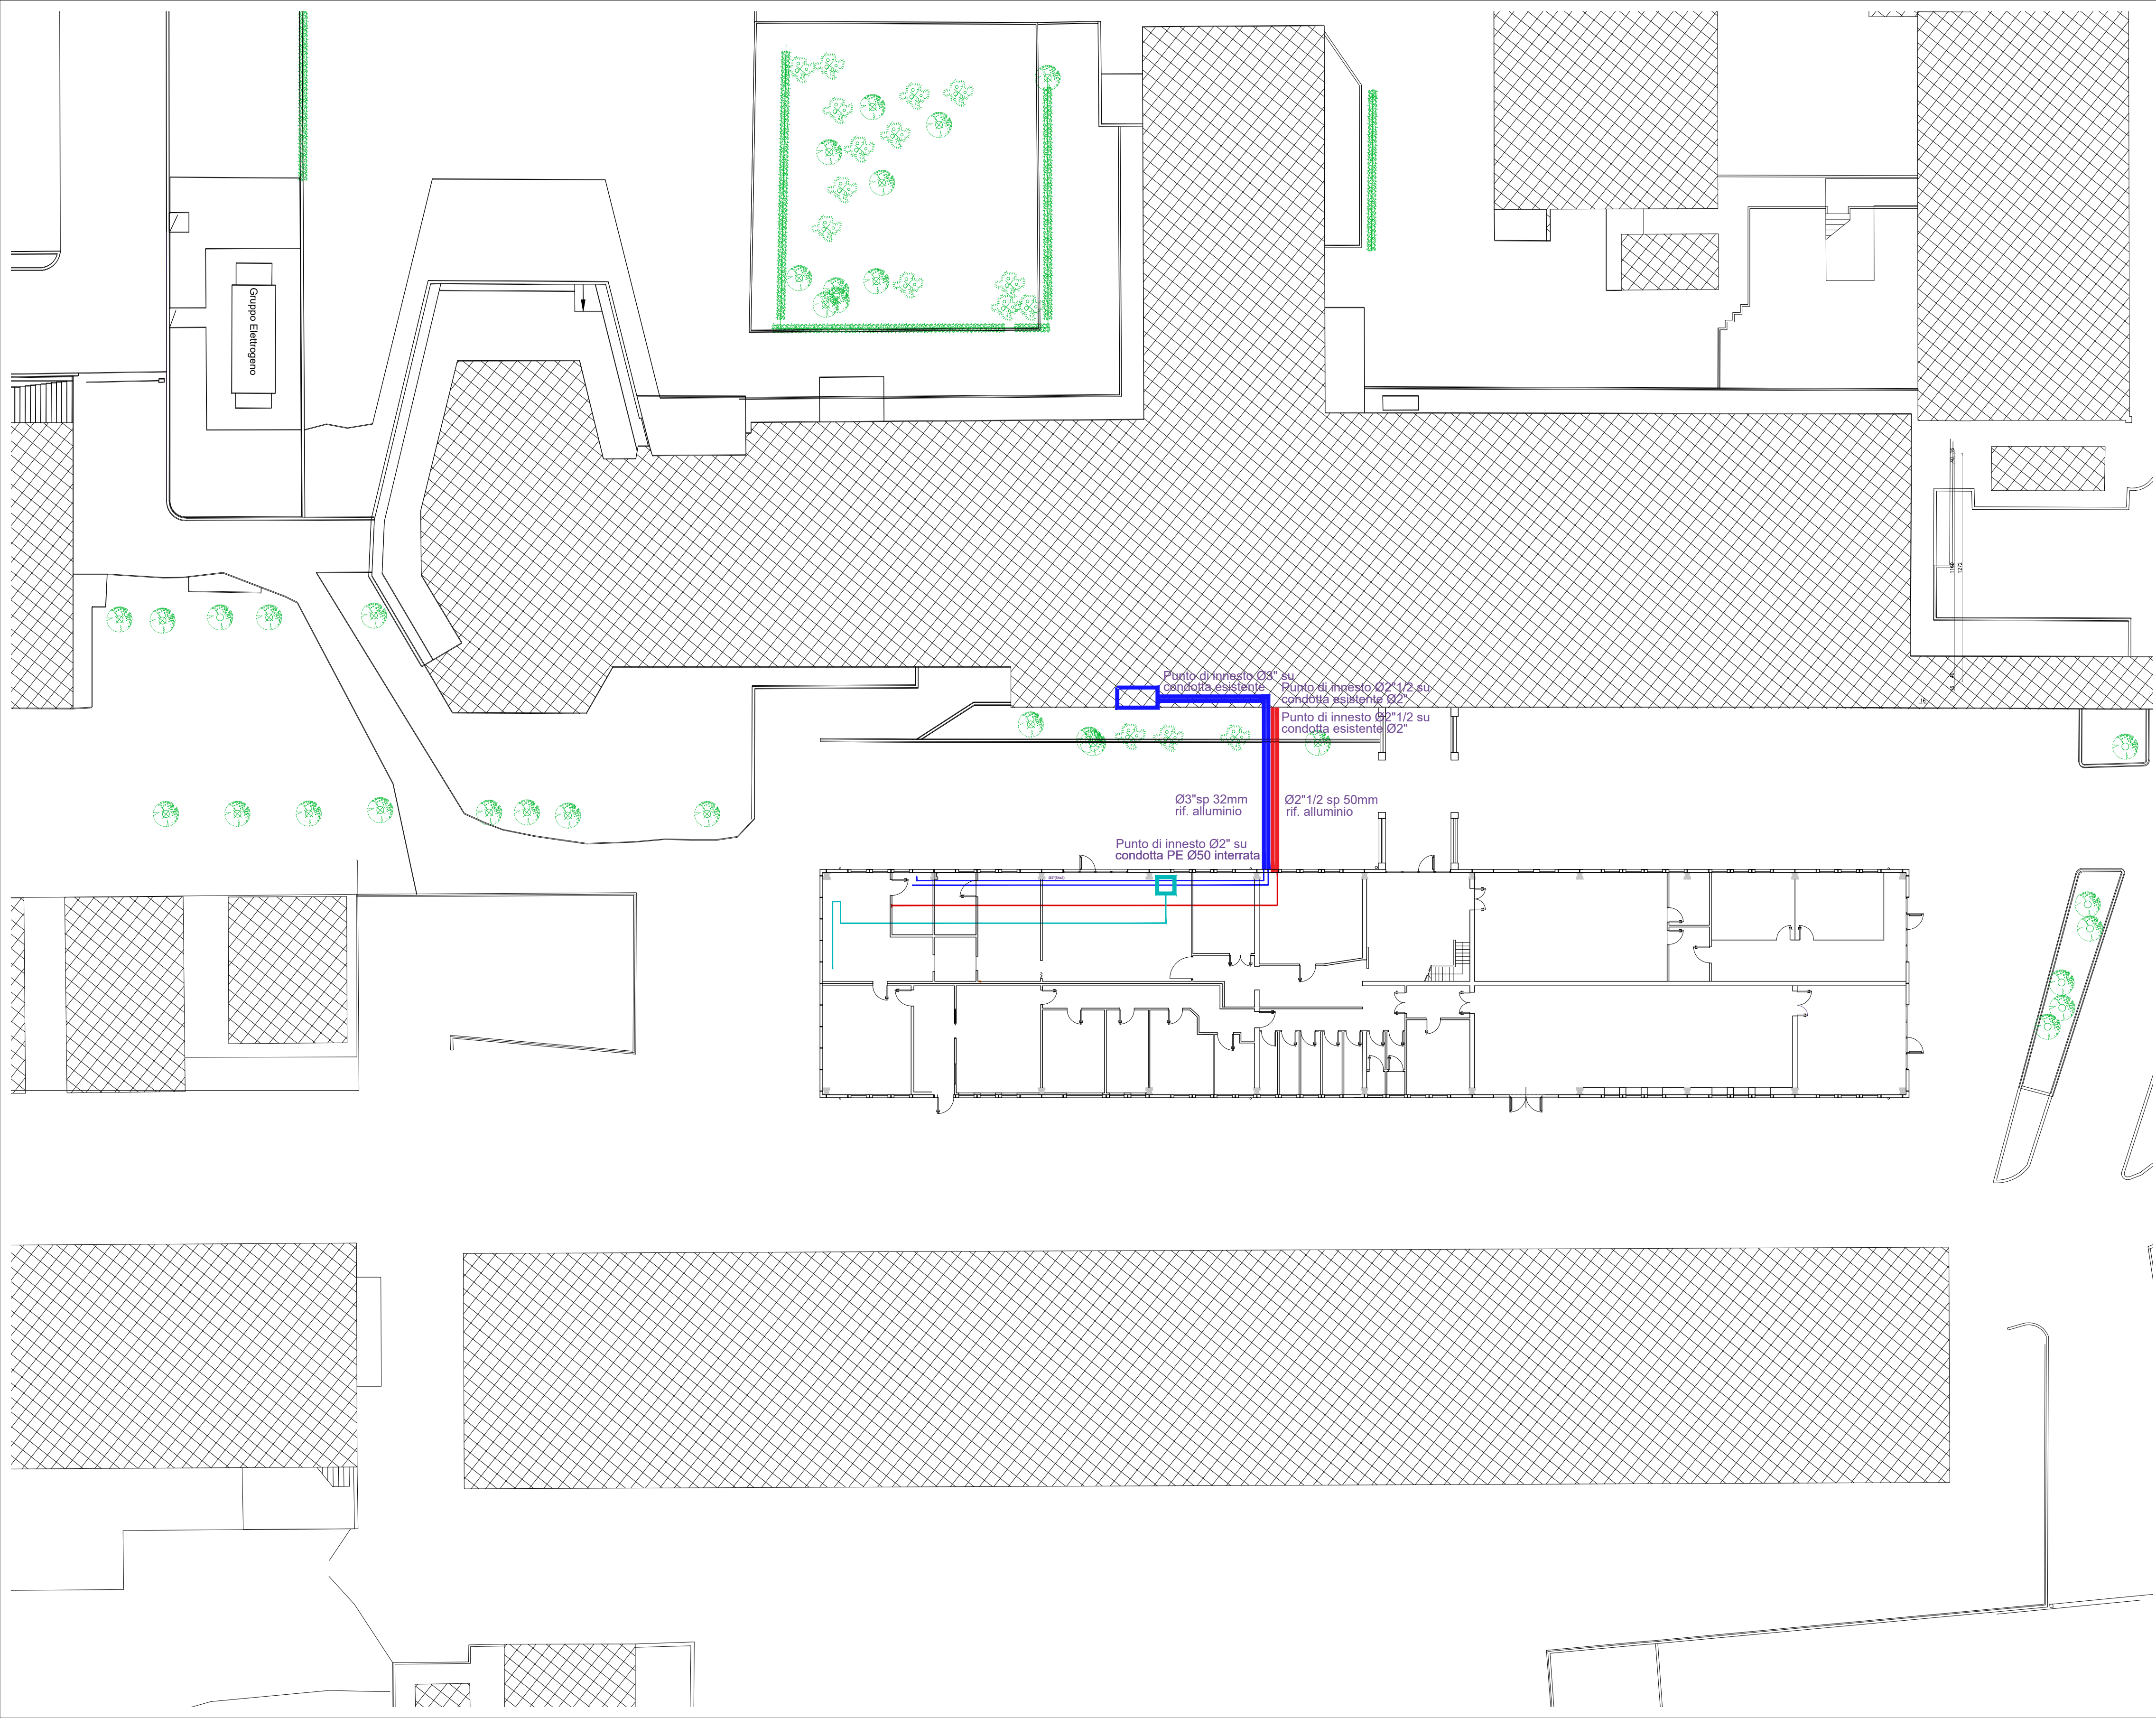 Gruppo Elettrogeno
1272
Punto di innesto Ø3" su
condotta esistente
Punto di innesto Ø2"1/2 su
condotta esistente Ø2"
Punto di innesto Ø2"1/2 su
condotta esistente Ø2"
Ø3"sp 32mm
rif. alluminio
Ø2"1/2 sp 50mm
rif. alluminio
Punto di innesto Ø2" su
condotta PE Ø50 interrata